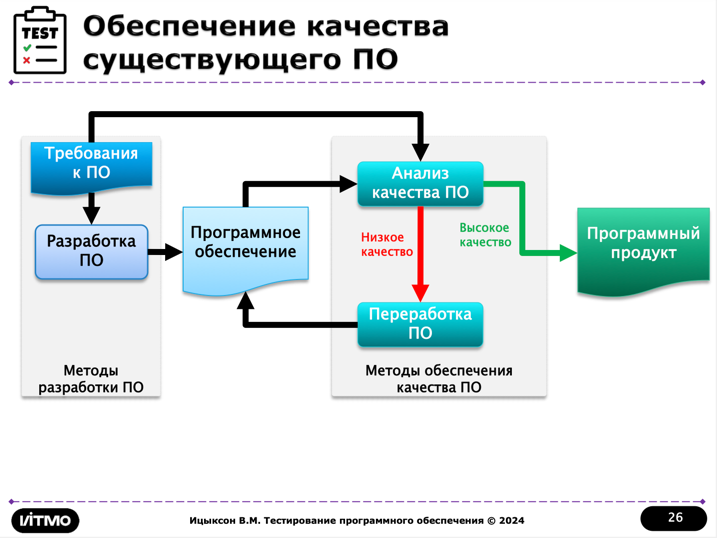 TEST
Обеспечение качества
существующего ПО
Требования
к ПО
Разработка
ПО
Методы
разработки ПО
Программное
обеспечение
Анализ
качества ПО
Низкое
качество
Высокое
качество
Переработка
ПО
Методы обеспечения
качества ПО
Программный
продукт
ИТМО
Ицыксон В.М. Тестирование программного обеспечения © 2024
26